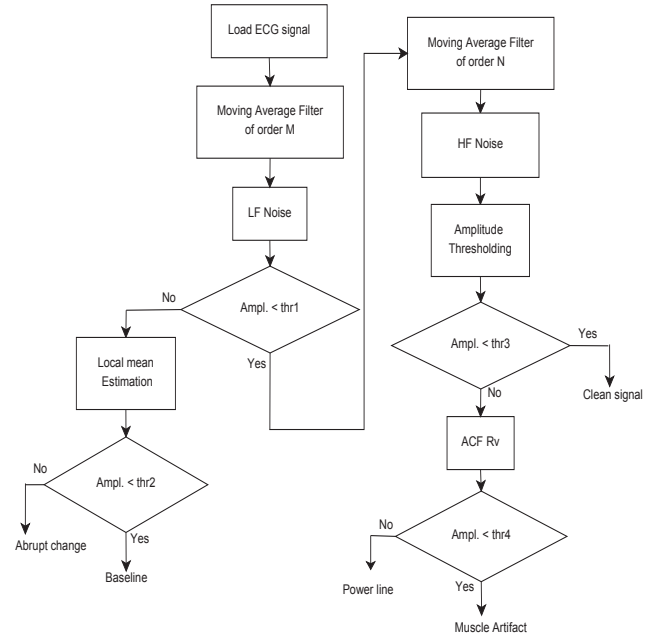 Load ECG signal
Moving Average Filter
of order M
LF Noise
Ampl. < thr1
No
Yes
Local mean
Estimation
Ampl. < thr2
No
Yes
Abrupt change
Baseline
Moving Average Filter
of order N
HF Noise
Amplitude
Thresholding
Ampl. < thr3
Yes
No
Clean signal
ACF Rv
Ampl. < thr4
No
Yes
Power line
Muscle Artifact